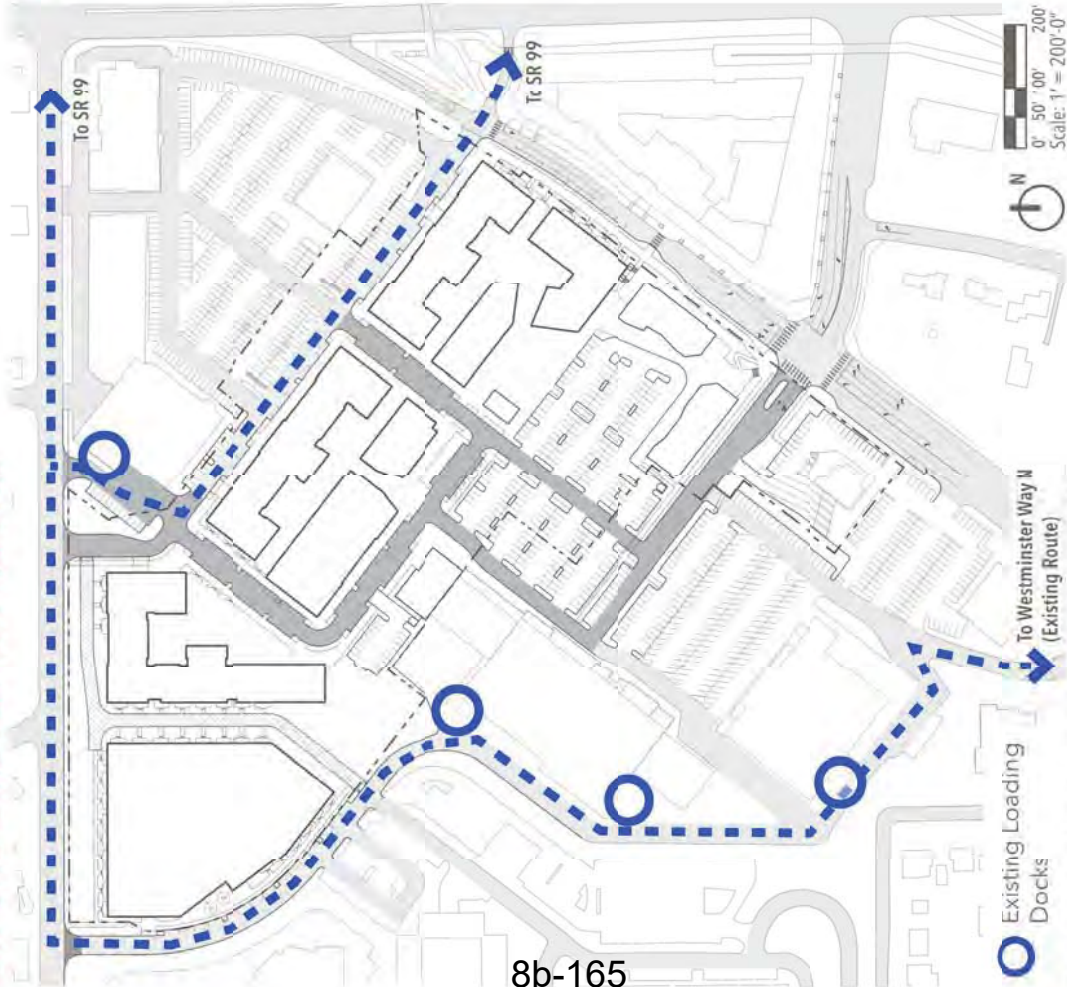 To SR 99
To SR 99
N
0' 50' '00' 200'
Scale: 1' = 200'-0"
To Westminster Way N
(Existing Route)
Existing Loading
Docks
8b-165